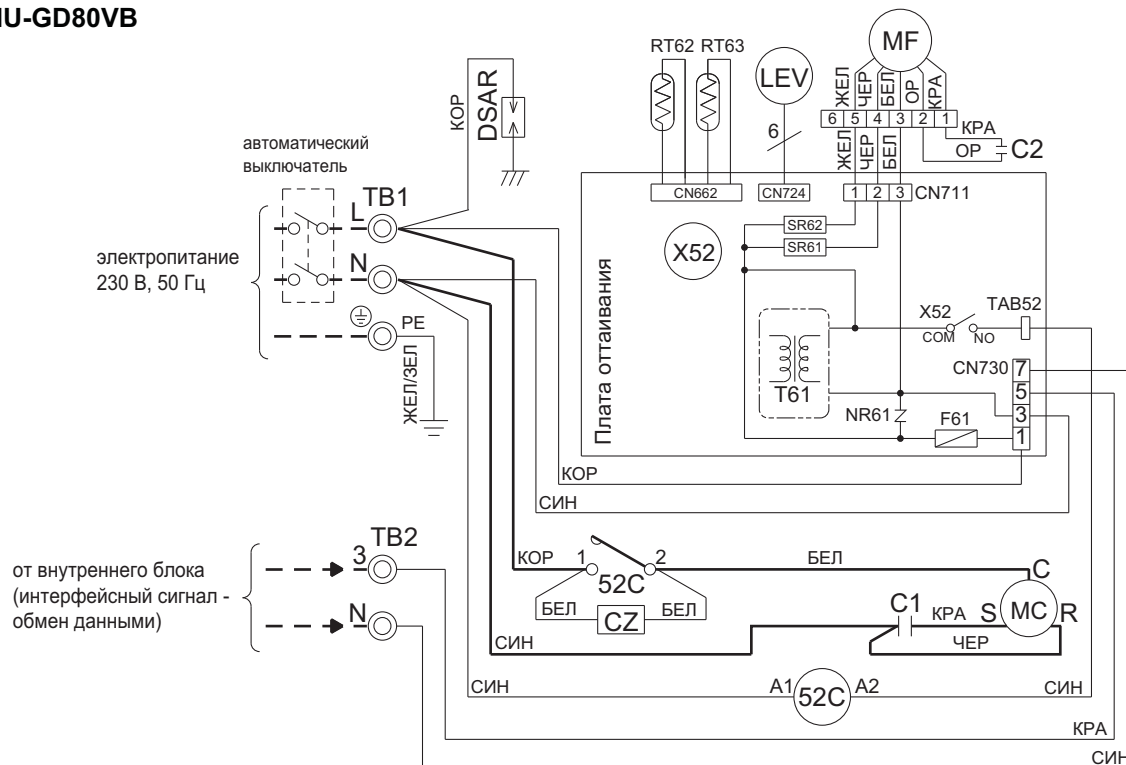 IU-GD80VB
RT62 RT63
MF
LEV
ЖЕЛ ЧЕР БЕЛ ОР КРА
КОР
DSAR
6
6 5 4 3 2 1
КРА
ОР
C2
ЖЕЛ ЧЕР БЕЛ
автоматический
выключатель
CN662
CN724
1 2 3
CN711
L
TB1
N
электропитание
230 В, 50 Гц
PE
ЖЕЛ/ЗЕЛ
Плата оттаивания
X52
SR62
SR61
X52
COM
NO
TAB52
T61
CN730
7
5
3
1
NR61
F61
КОР
СИН
от внутреннего блока
(интерфейсный сигнал -
обмен данными)
3
TB2
N
КОР
1
2
52C
БЕЛ
БЕЛ
CZ
БЕЛ
C
C1
КРА
S
MC
R
ЧЕР
СИН
СИН
A1
52C
A2
СИН
КРА
СИН